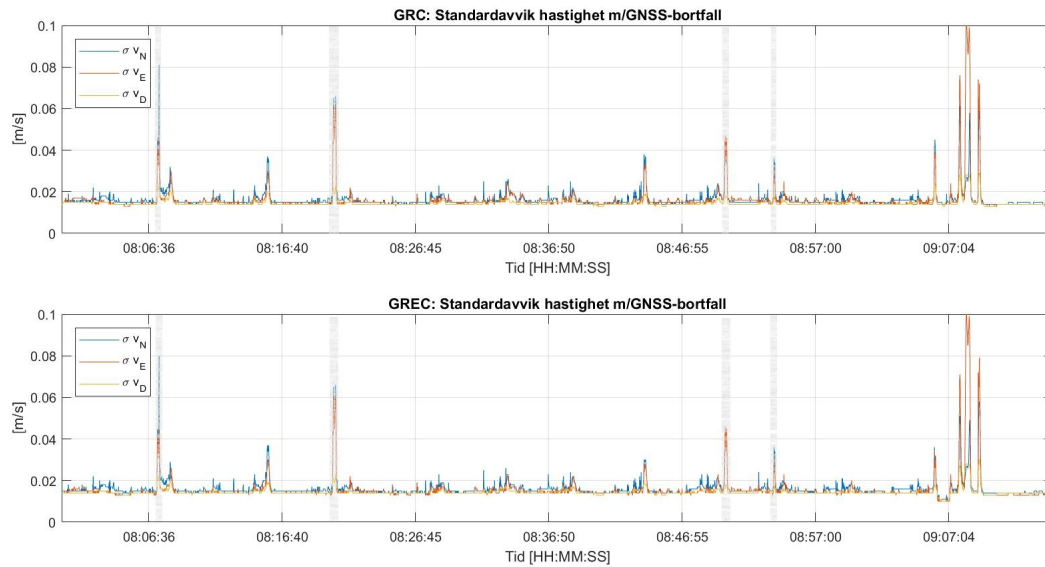 GRC: Standardavvik hastighet m/GNSS-bortfall
0.1
0.08
0.06
0.04
0.02
0
[m/s]
σ v_N
σ v_E
σ v_D
08:06:36 08:16:40 08:26:45 08:36:50 08:46:55 08:57:00 09:07:04
Tid [HH:MM:SS]
GREC: Standardavvik hastighet m/GNSS-bortfall
0.1
0.08
0.06
0.04
0.02
0
[m/s]
σ v_N
σ v_E
σ v_D
08:06:36 08:16:40 08:26:45 08:36:50 08:46:55 08:57:00 09:07:04
Tid [HH:MM:SS]